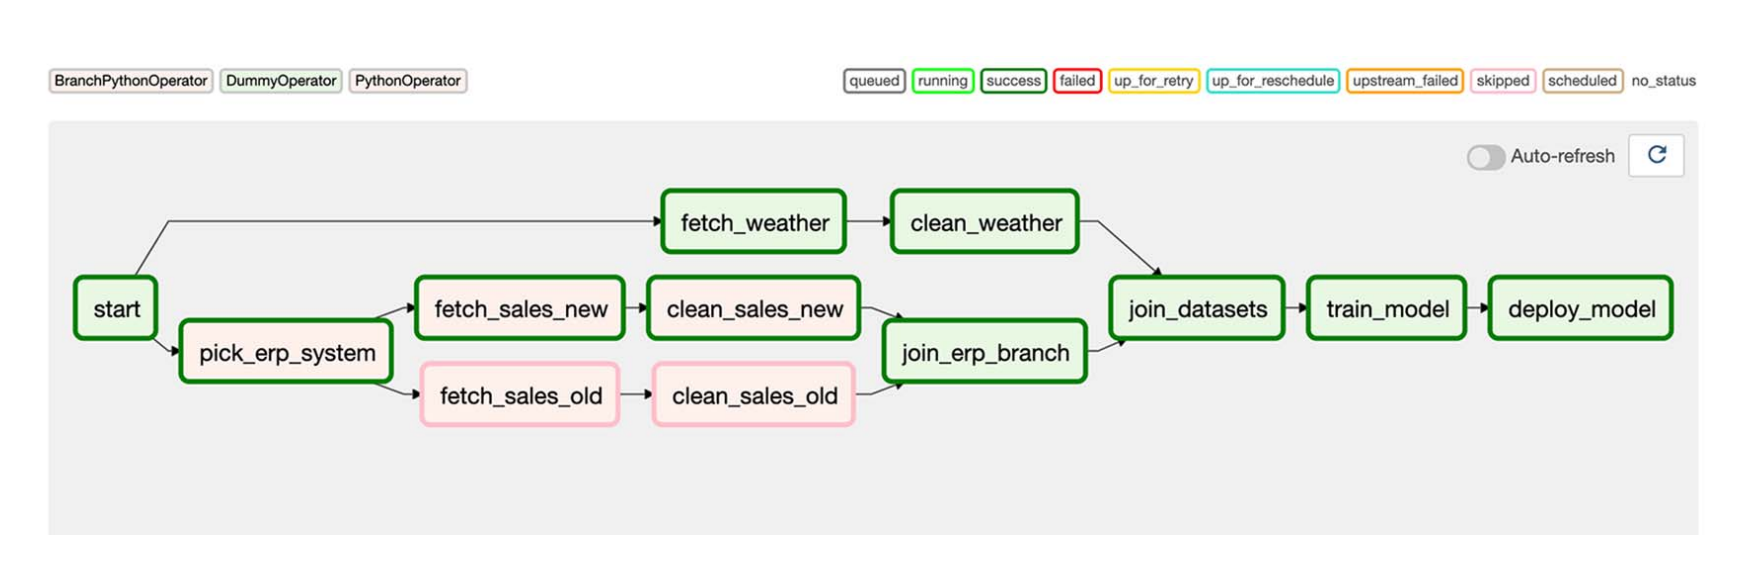 BranchPythonOperator DummyOperator PythonOperator queued running success failed up_for_retry up_for_reschedule upstream_failed skipped scheduled no_status
Auto-refresh
fetch_weather clean_weather
start fetch_sales_new clean_sales_new join_datasets train_model deploy_model
pick_erp_system join_erp_branch
fetch_sales_old clean_sales_old